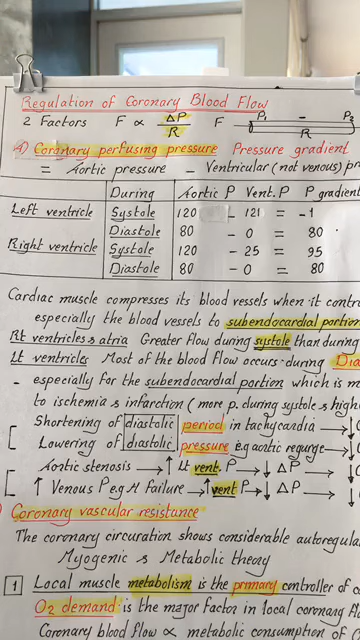 Regulation of Coronary Blood Flow
2 Factors F ∝ ΔP/R F P₁ - P₂ R
Coronary perfusing pressure Pressure gradient
= Aortic pressure - Ventricular (not venous)
During Aortic P Vent. P P gradien
Left ventricle Systole 120 - 121 = -1
Diastole 80 - 0 = 80
Right ventricle Systole 120 - 25 = 95
Diastole 80 - 0 = 80
Cardiac muscle compresses its blood vessels when it contr
especially the blood vessels to subendocardial portion
Rt ventricles & atria Greater flow during systole than during
Lt ventricles Most of the blood flow occurs during Dia
- especially for the subendocardial portion which is m
to ischemia & infarction (more p. during systole & high
Shortening of diastolic period in tachycardia → ↓
Lowering of diastolic pressure e.g aortic regurge → ↓
Aortic stenosis → ↑ Lt vent. P → ↓ ΔP → ↓
↑ Venous P e.g H failure → ↑ vent P → ↓ ΔP → ↓
Coronary vascular resistance
The coronary circuration shows considerable autoregula
Myogenic & Metabolic theory
1 Local muscle metabolism is the primary controller of
O₂ demand: is the major factor in local coronary fl
Coronary blood flow ∝ metabolic consumption of